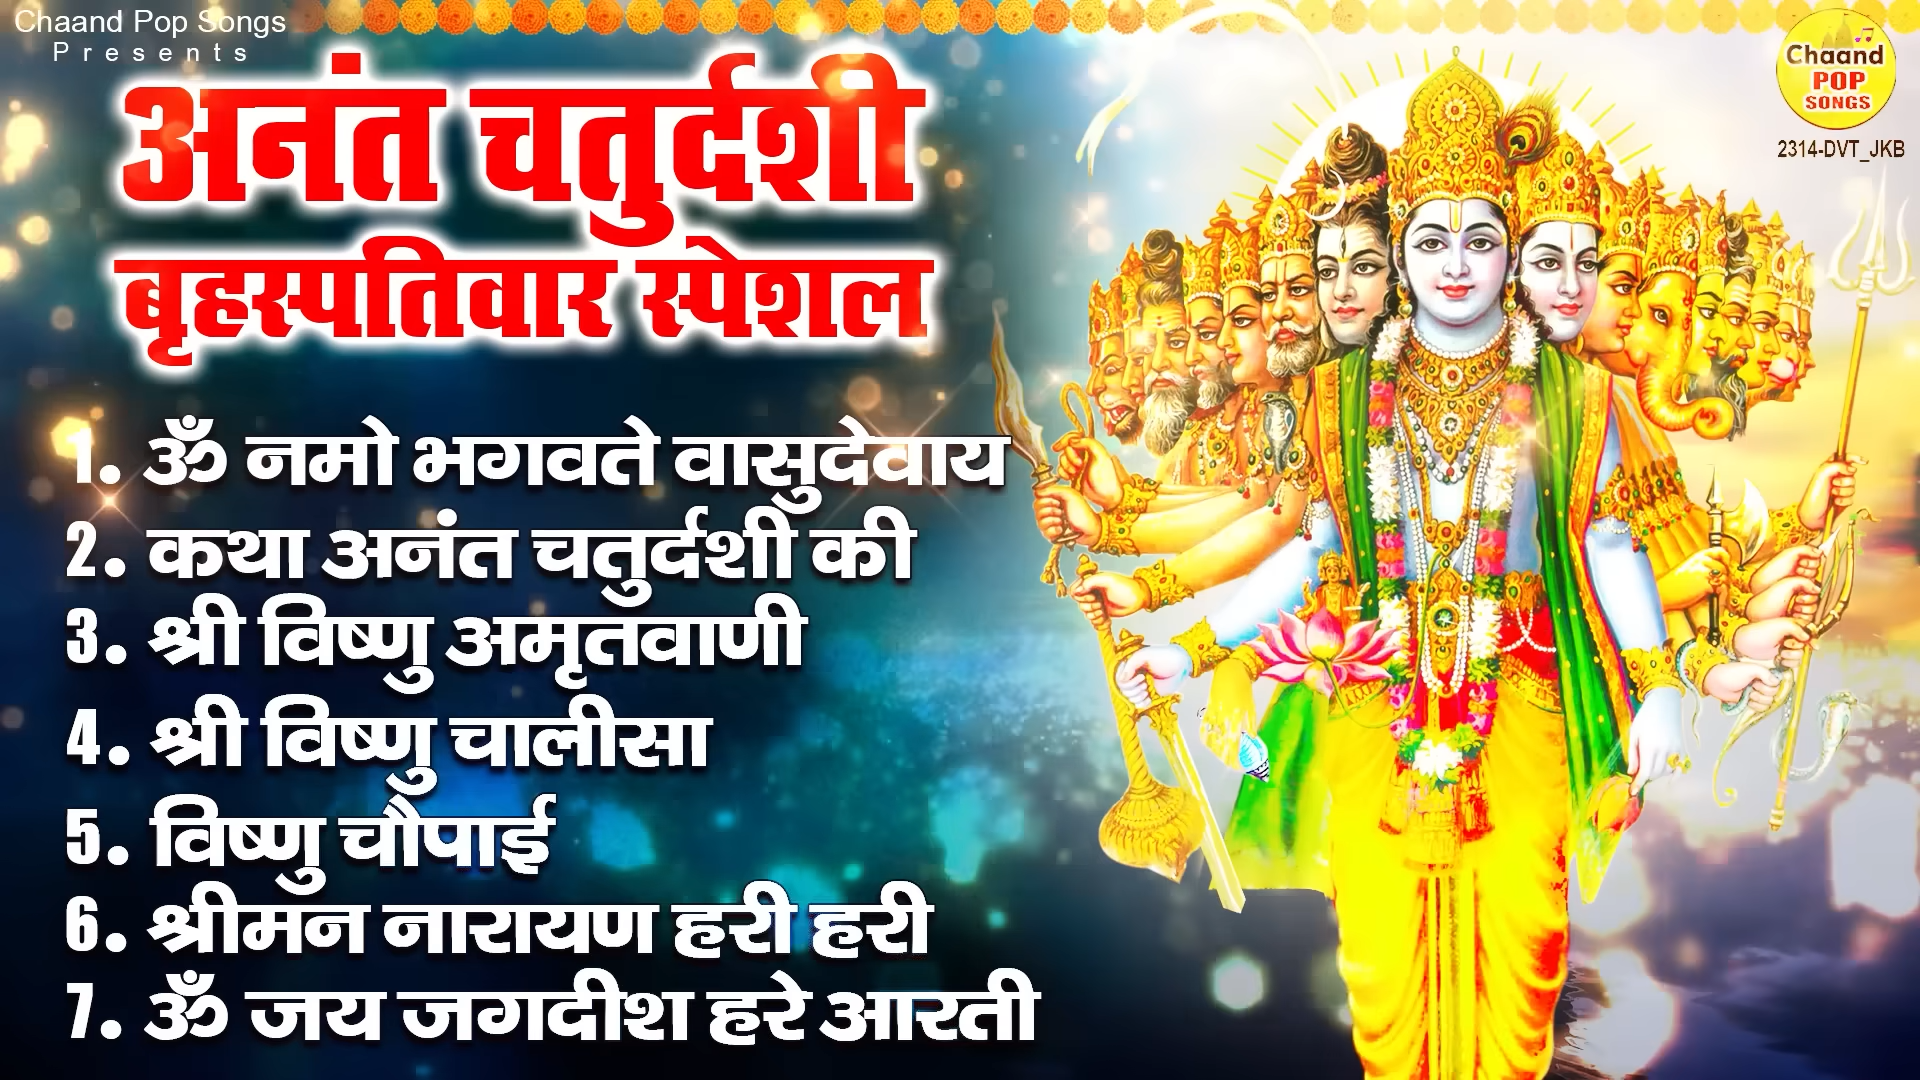 Chaand Pop Songs
Presents
अनंत चतुर्दशी
बृहस्पतिवार स्पेशल
1. ॐ नमो भगवते वासुदेवाय
2. कथा अनंत चतुर्दशी की
3. श्री विष्णु अमृतवाणी
4. श्री विष्णु चालीसा
5. विष्णु चौपाई
6. श्रीमन नारायण हरी हरी
7. ॐ जय जगदीश हरे आरती
Chaand
POP
SONGS
2314-DVT_JKB